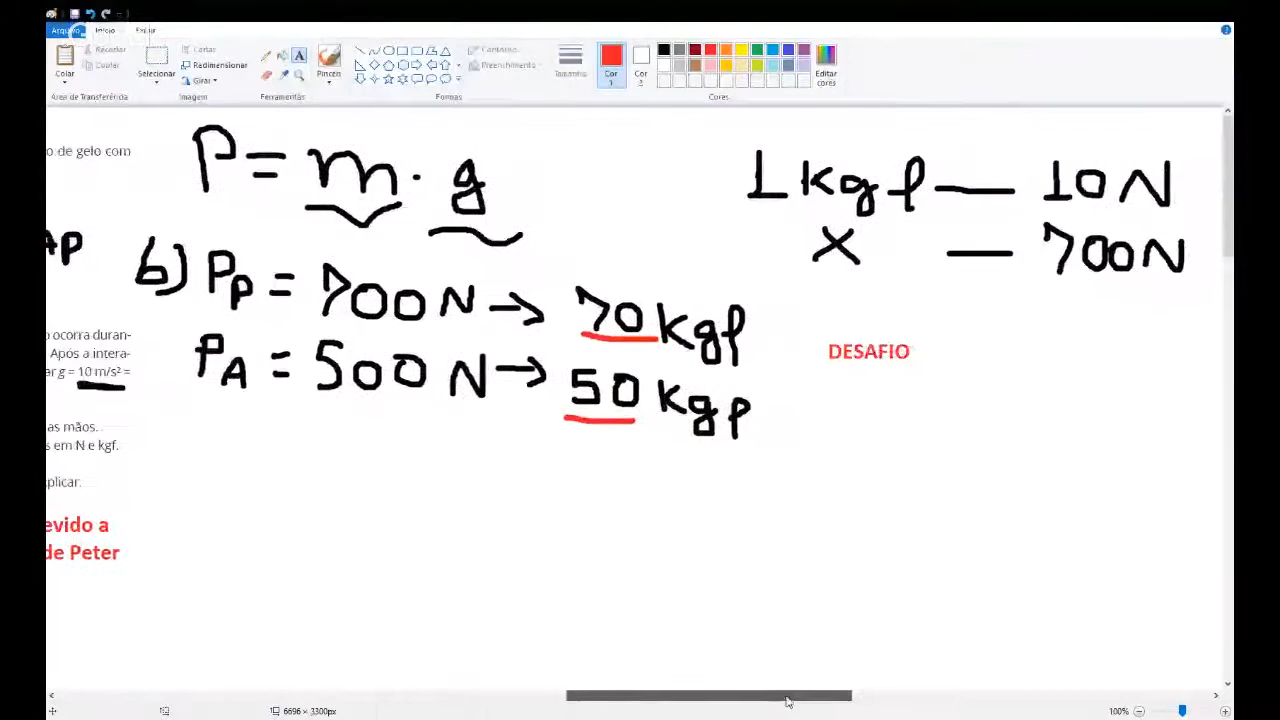 Arquivo Início Exibir
Colar
Recortar
Copiar
Selecionar
Cortar
Redimensionar
Girar
Pincéis
Contorno
Preenchimento
Tamanho
Cor 1
Cor 2
Editar cores
Área de Transferência Imagem Ferramentas Formas Cores
o de gelo com
Ap
o ocorra duran-
Após a intera-
ar g = 10 m/s² =
as mãos.
s em N e kgf.
xplicar.
evido a
de Peter
P = m . g
b) Pp = 700 N → 70 kgf
PA = 500 N → 50 kgf
1 kgf — 10 N
X — 700 N
DESAFIO
6696 × 3300px
100%